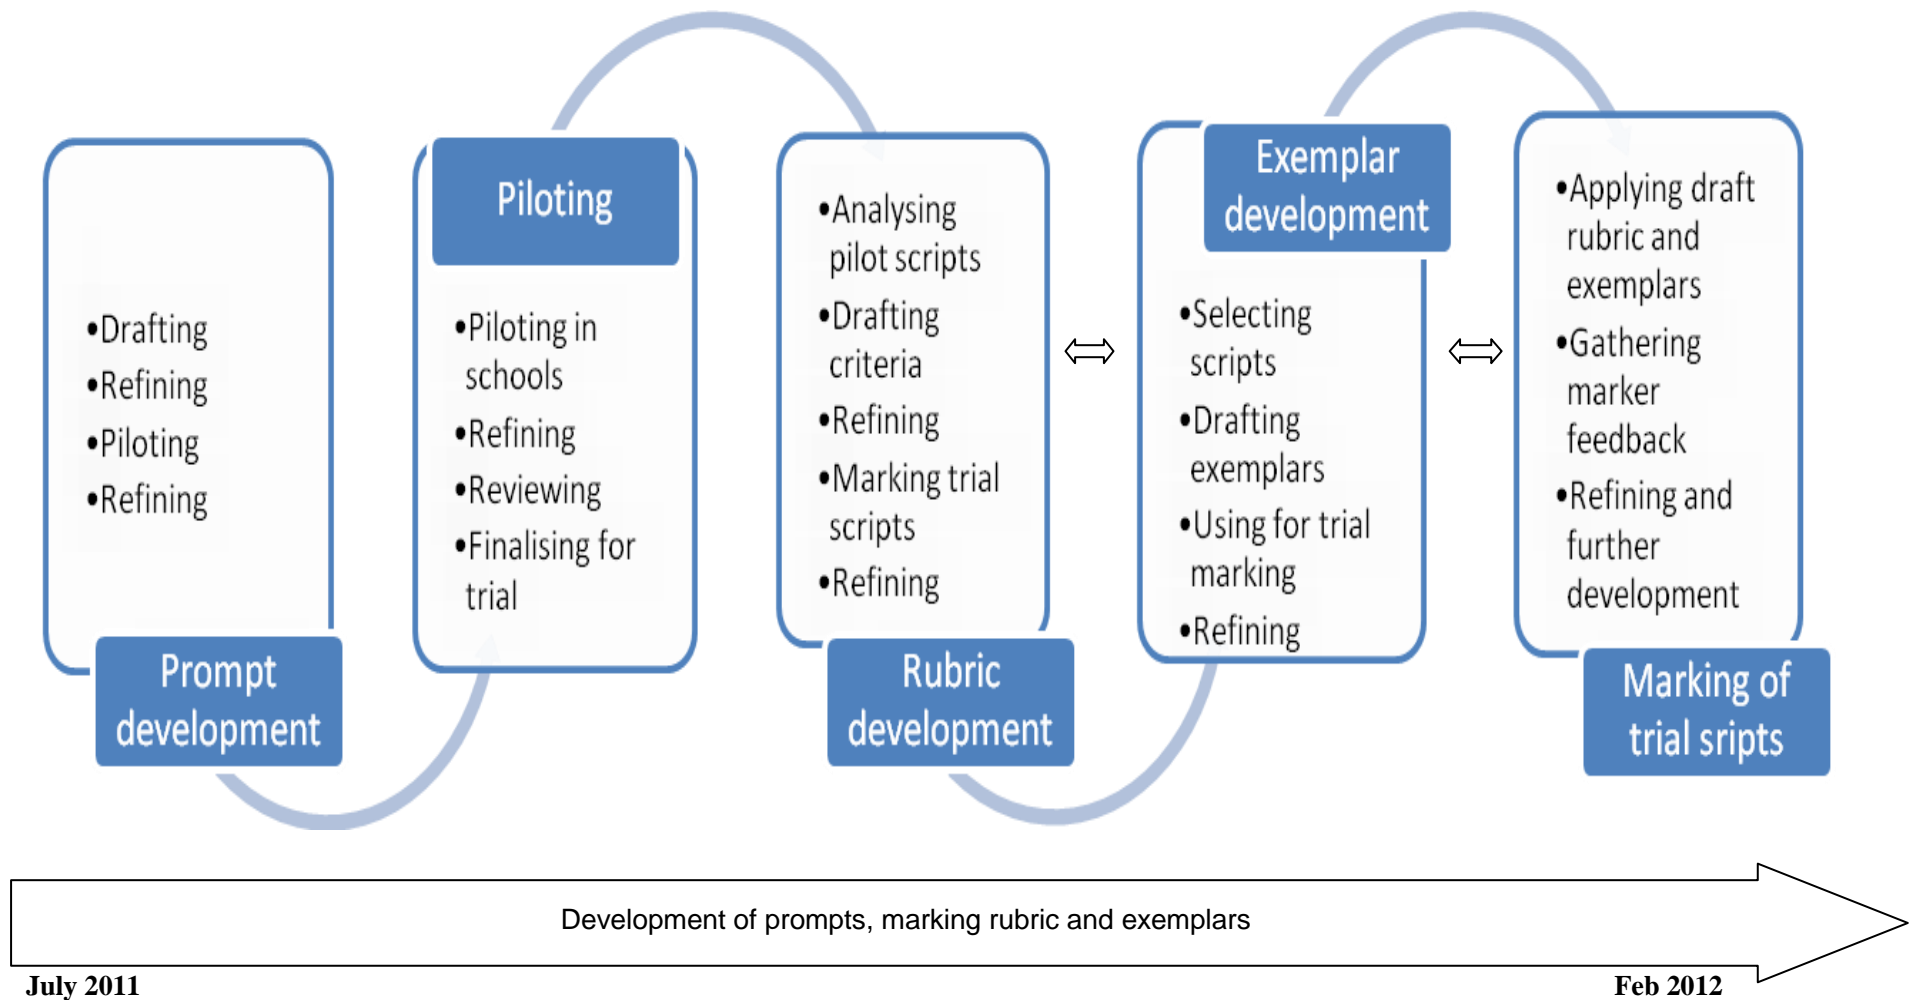 •Drafting
•Refining
•Piloting
•Refining
Prompt
development
Piloting
•Piloting in
schools
•Refining
•Reviewing
•Finalising for
trial
•Analysing
pilot scripts
•Drafting
criteria
•Refining
•Marking trial
scripts
•Refining
Rubric
development
Exemplar
development
•Selecting
scripts
•Drafting
exemplars
•Using for trial
marking
•Refining
•Applying draft
rubric and
exemplars
•Gathering
marker
feedback
•Refining and
further
development
Marking of
trial sripts
Development of prompts, marking rubric and exemplars
July 2011
Feb 2012